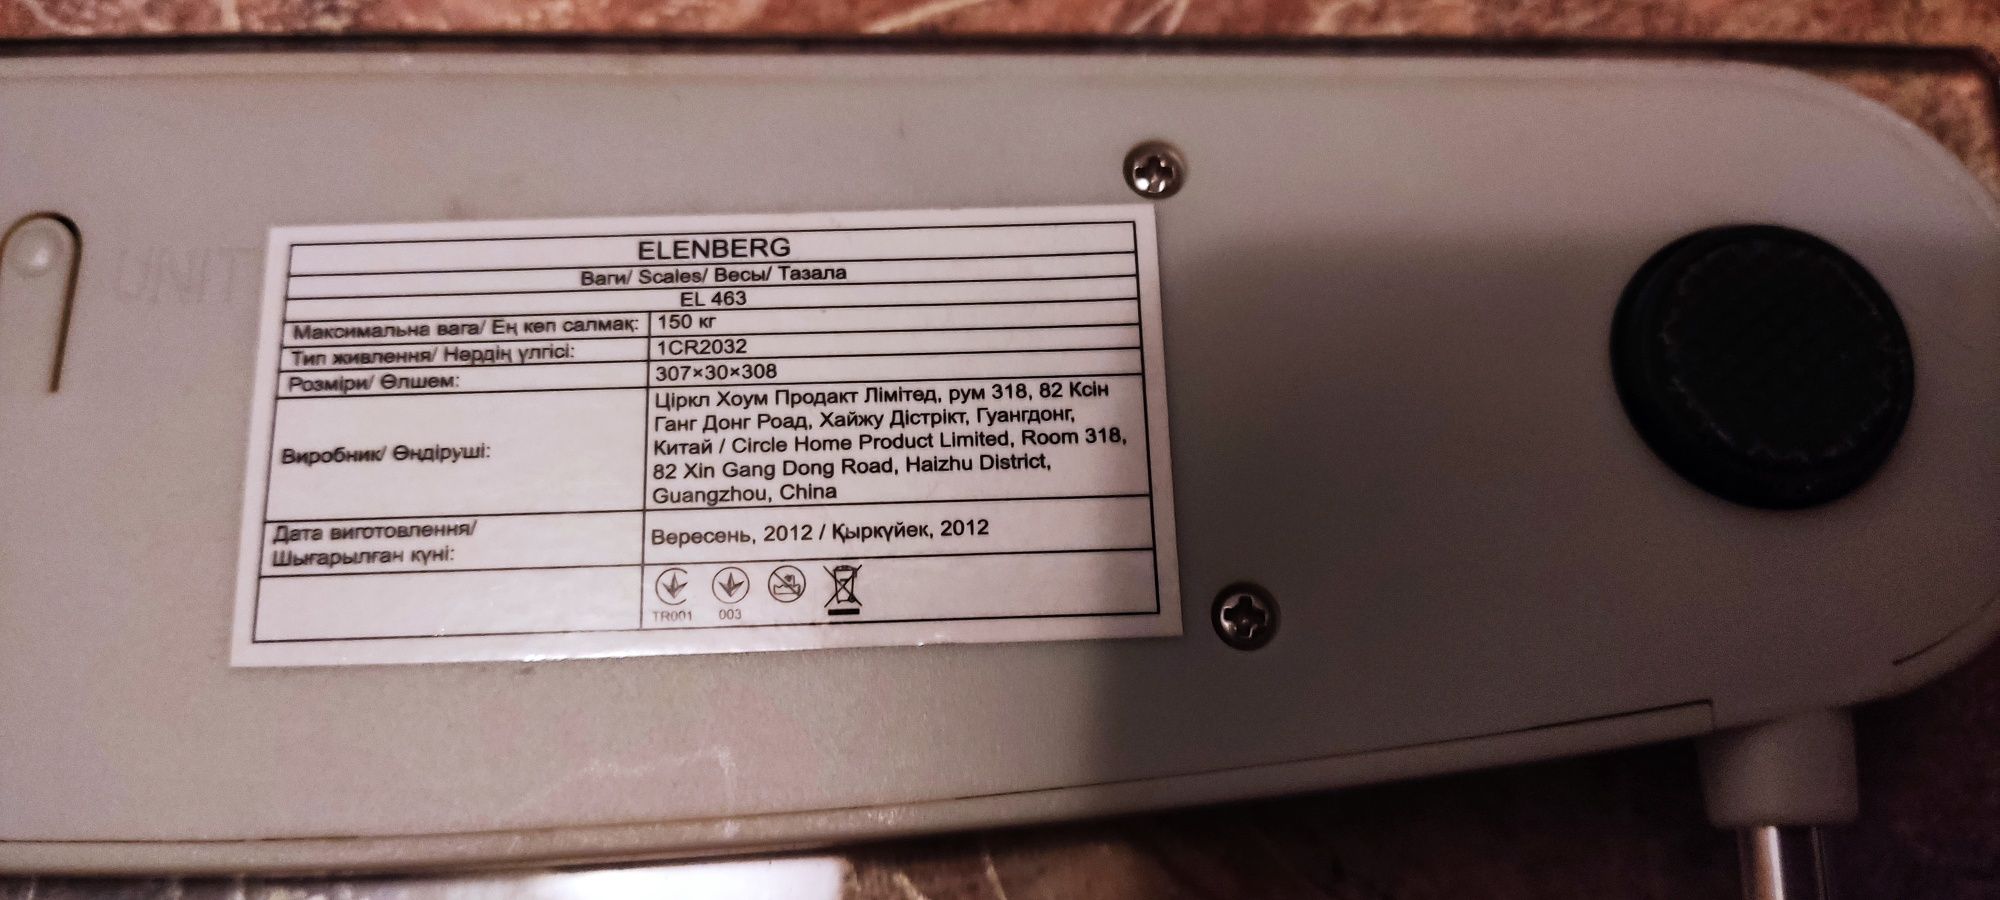 UNIT
ELENBERG
Ваги/ Scales/ Весы/ Тазала
EL 463
Максимальна вага/ Ең көп салмақ: 150 кг
Тип живлення/ Нәрдің үлгісі: 1CR2032
Розміри/ Өлшем: 307×30×308
Виробник/ Өндіруші:
Ціркл Хоум Продакт Лімітед, рум 318, 82 Ксін
Ганг Донг Роад, Хайжу Дістрікт, Гуангдонг,
Китай / Circle Home Product Limited, Room 318,
82 Xin Gang Dong Road, Haizhu District,
Guangzhou, China
Дата виготовлення/
Шығарылған күні:
Вересень, 2012 / Қыркүйек, 2012
TR001 003